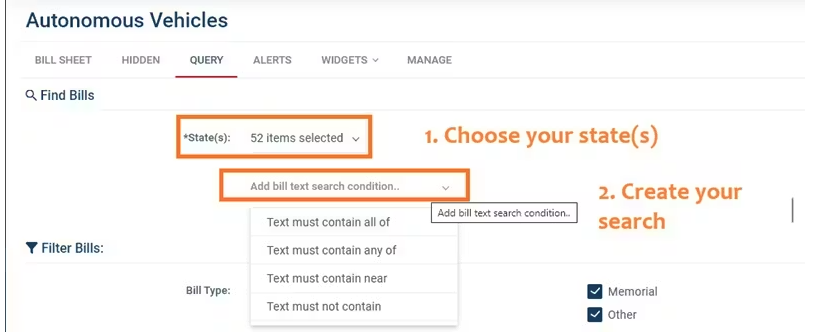 Autonomous Vehicles
BILL SHEET HIDDEN QUERY ALERTS WIDGETS MANAGE
Find Bills
*State(s): 52 items selected
1. Choose your state(s)
Add bill text search condition..
Add bill text search condition..
2. Create your
search
Text must contain all of
Text must contain any of
Text must contain near
Text must not contain
Filter Bills:
Bill Type:
Memorial
Other